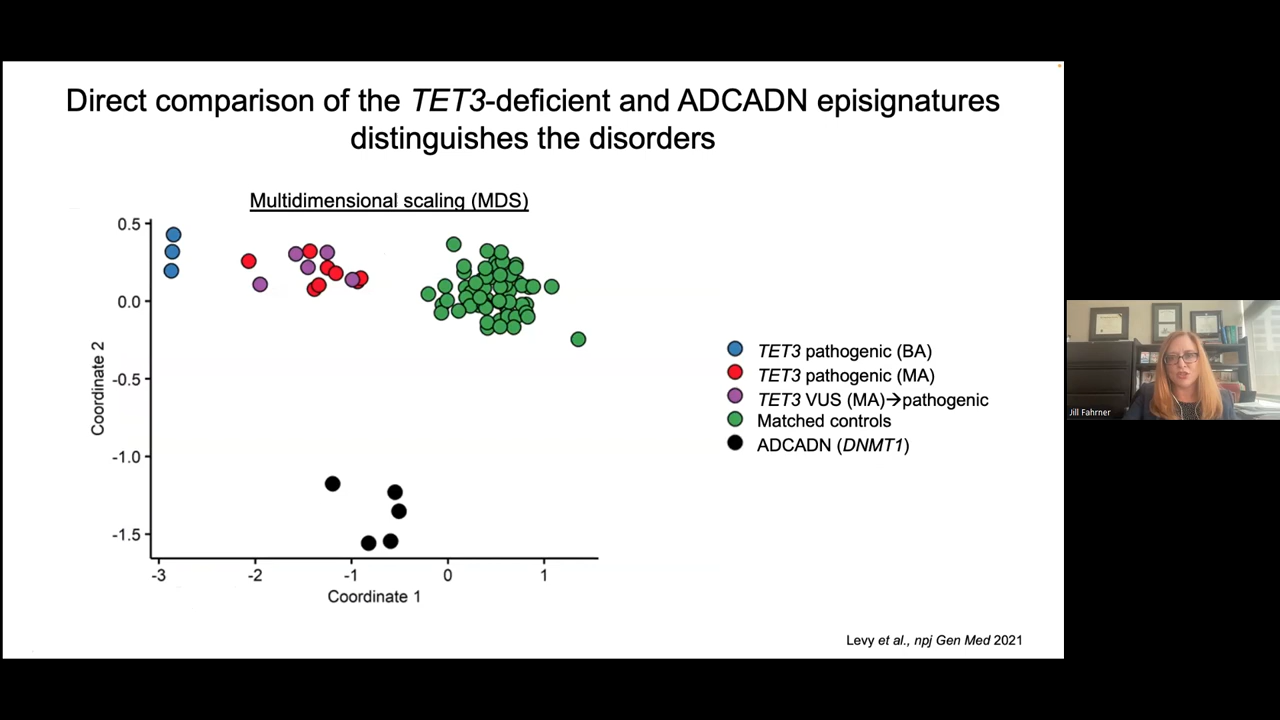 Direct comparison of the TET3-deficient and ADCADN episignatures
distinguishes the disorders
Multidimensional scaling (MDS)
0.5
0.0
-0.5
-1.0
-1.5
Coordinate 2
-3
-2
-1
0
1
Coordinate 1
TET3 pathogenic (BA)
TET3 pathogenic (MA)
TET3 VUS (MA)→pathogenic
Matched controls
ADCADN (DNMT1)
Levy et al., npj Gen Med 2021
Jill Fahrner